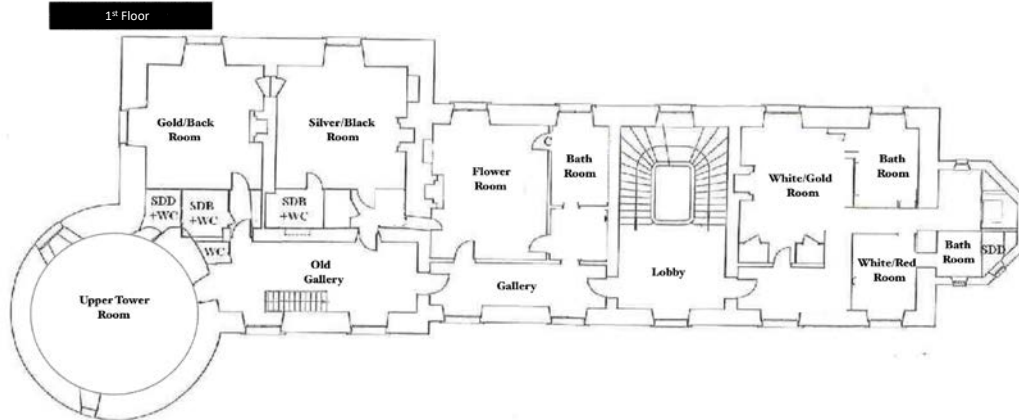 1st Floor
Gold/Back
Room
Silver/Black
Room
Flower
Room
C
Bath
Room
White/Gold
Room
Bath
Room
SDD
+WC
SDB
+WC
SDB
+WC
WC
Old
Gallery
Gallery
Lobby
White/Red
Room
Bath
Room
SDD
Upper Tower
Room